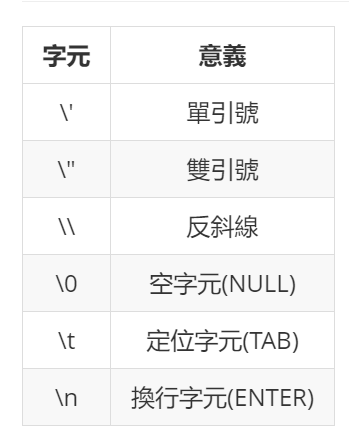 字元 意義
\' 單引號
\" 雙引號
\\ 反斜線
\0 空字元(NULL)
\t 定位字元(TAB)
\n 換行字元(ENTER)